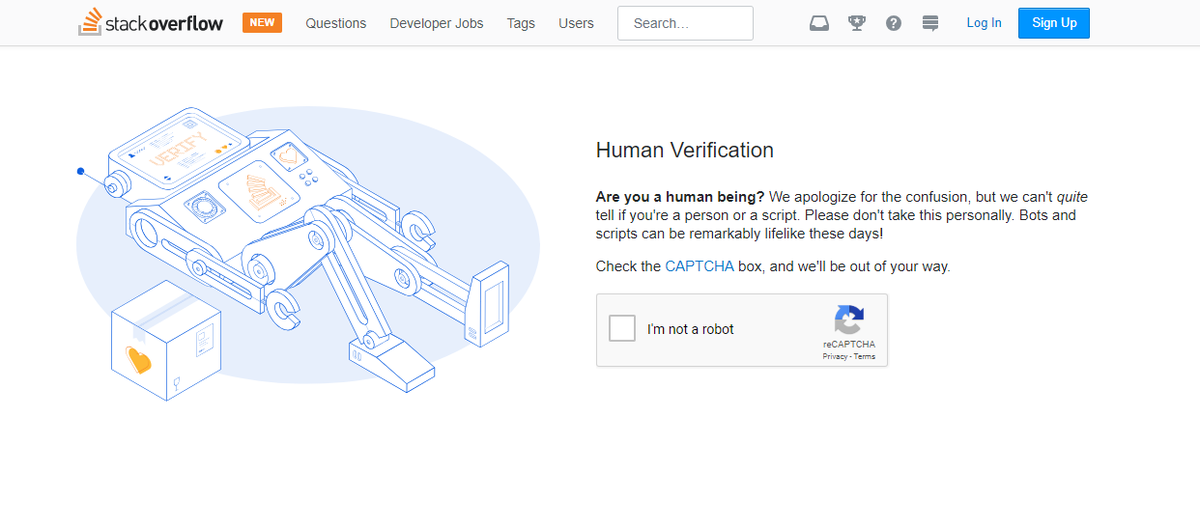 stackoverflow NEW Questions Developer Jobs Tags Users Search... ? Log In Sign Up
VERIFY
Human Verification
Are you a human being? We apologize for the confusion, but we can't quite
tell if you're a person or a script. Please don't take this personally. Bots and
scripts can be remarkably lifelike these days!
Check the CAPTCHA box, and we'll be out of your way.
I'm not a robot
reCAPTCHA
Privacy - Terms